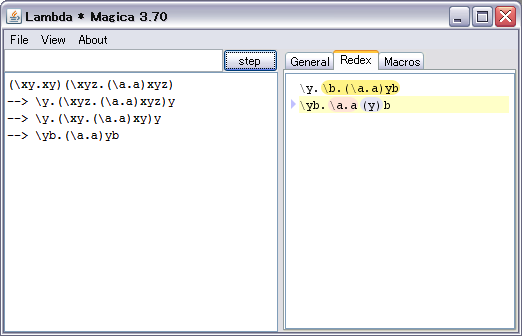 Lambda * Magica 3.70
File View About
step
(\xy.xy)(\xyz.(\a.a)xyz)
--> \y.(\xyz.(\a.a)xyz)y
--> \y.(\xy.(\a.a)xy)y
--> \yb.(\a.a)yb
General Redex Macros
\y.\b.(\a.a)yb
\yb.\a.a(y)b